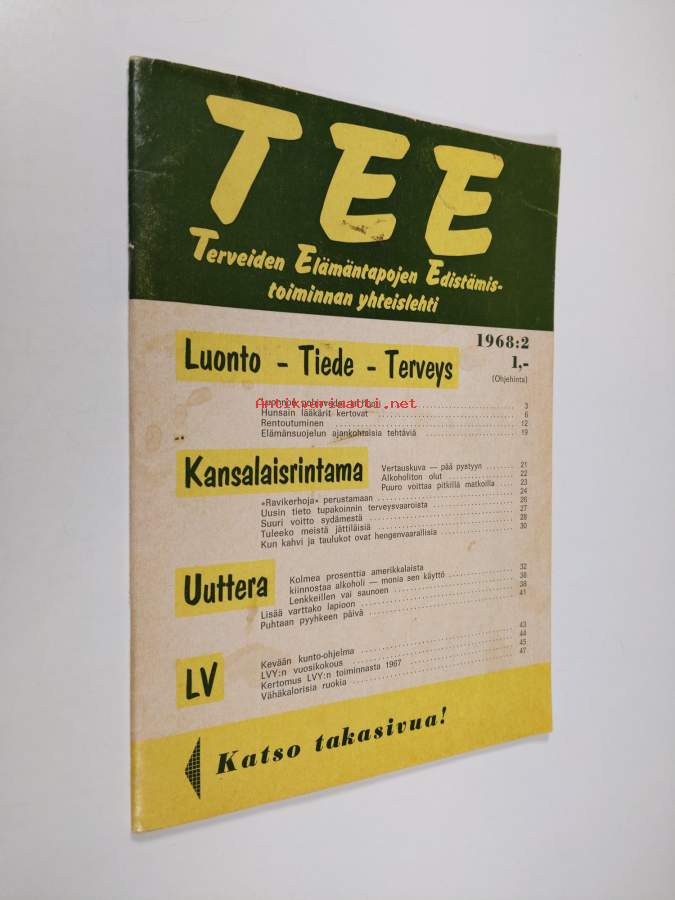 TEE
Terveiden Elämäntapojen Edistämis-
toiminnan yhteislehti
1968:2
1,-
(Ohjehinta)
Luonto - Tiede - Terveys
3
Antikvariaatti.net
Hunsain lääkärit kertovat 6
Rentoutuminen 12
Elämänsuojelun ajankohtaisia tehtäviä 19
Kansalaisrintama
Vertauskuva — pää pystyyn 21
Alkoholiton olut 22
Puuro voittaa pitkillä matkoilla 23
»Ravikerhoja» perustamaan 24
Uusin tieto tupakoinnin terveysvaaroista 26
Suuri voitto sydämestä 27
Tuleeko meistä jättiläisiä 28
Kun kahvi ja taulukot ovat hengenvaarallisia 30
Uuttera
Kolmea prosenttia amerikkalaista
kiinnostaa alkoholi — monia sen käyttö 32
Lenkkeillen vai saunoen 36
Lisää varttako lapioon 38
Puhtaan pyyhkeen päivä 41
LV
Kevään kunto-ohjelma 43
LVY:n vuosikokous 44
Kertomus LVY:n toiminnasta 1967 45
Vähäkalorisia ruokia 47
Katso takasivua!